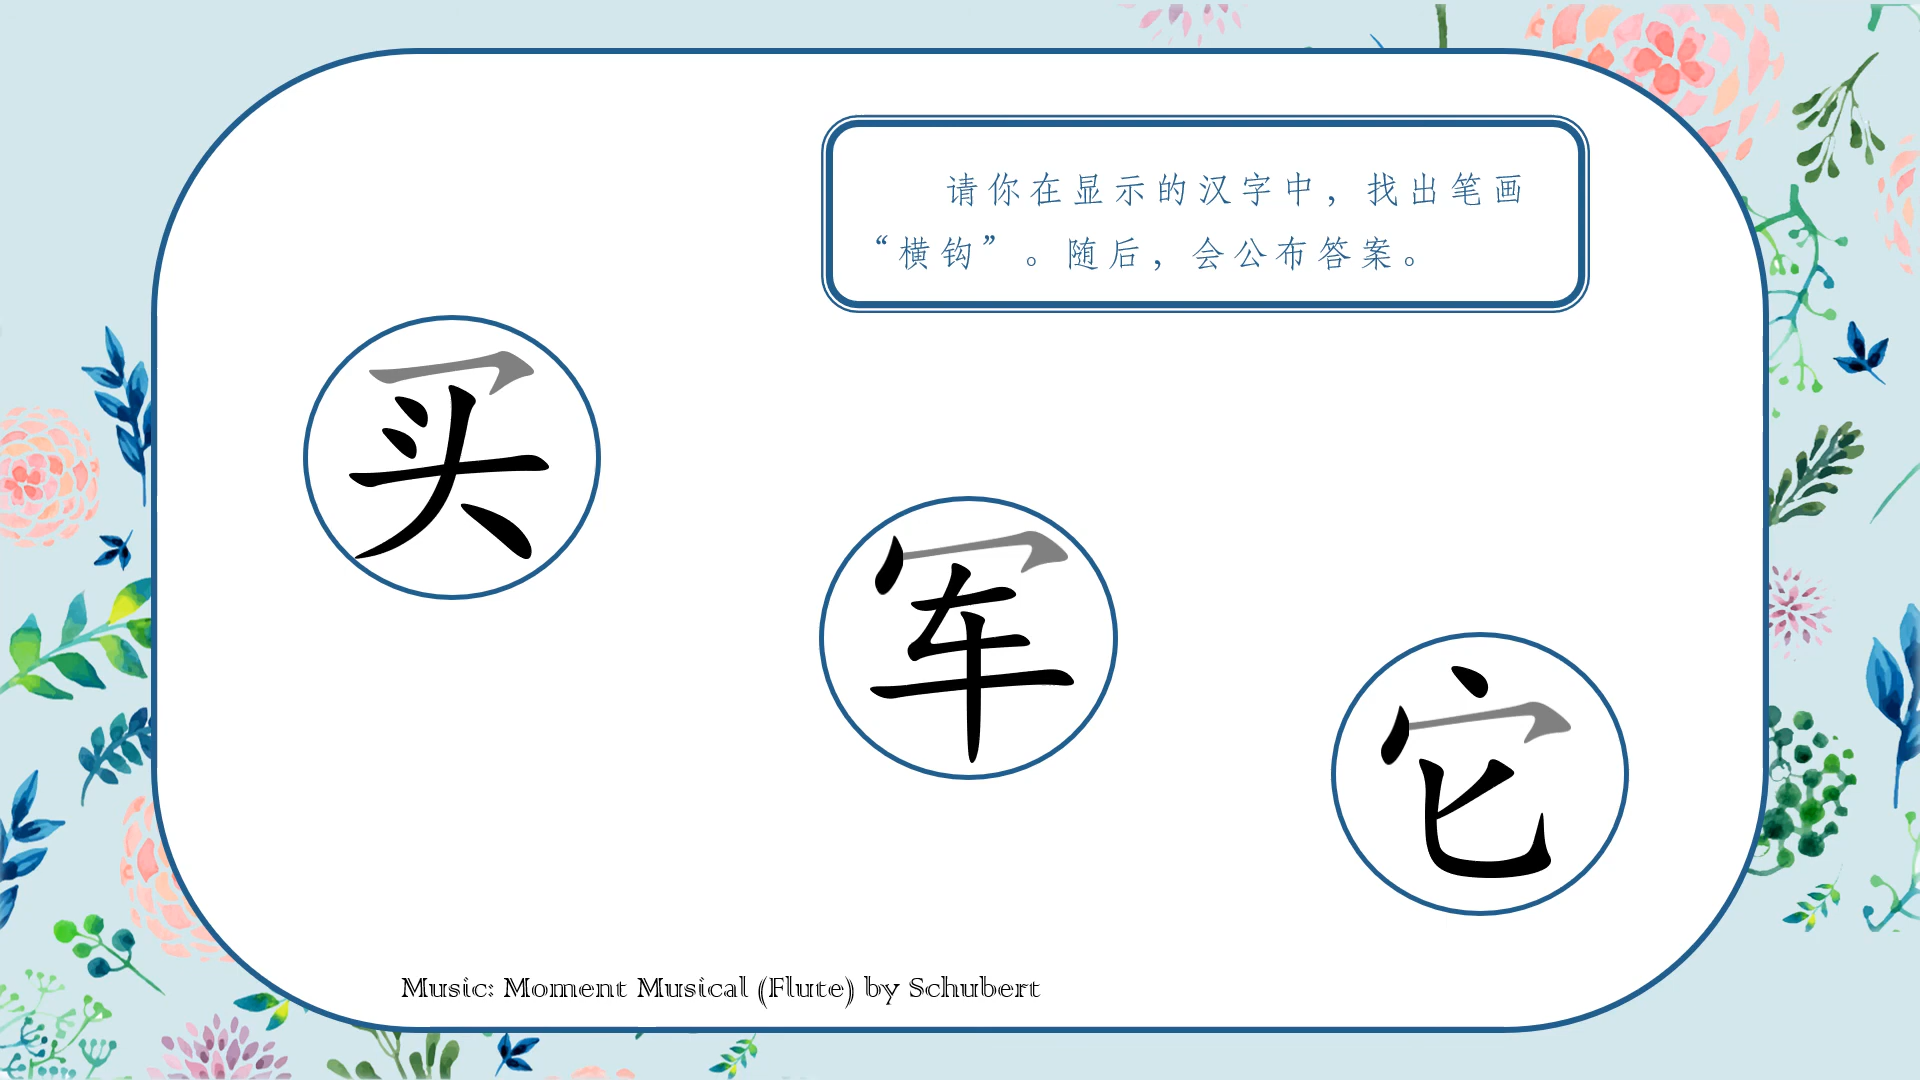 请你在显示的汉字中，找出笔画
“横钩”。随后，会公布答案。
买
军
它
Music: Moment Musical (Flute) by Schubert